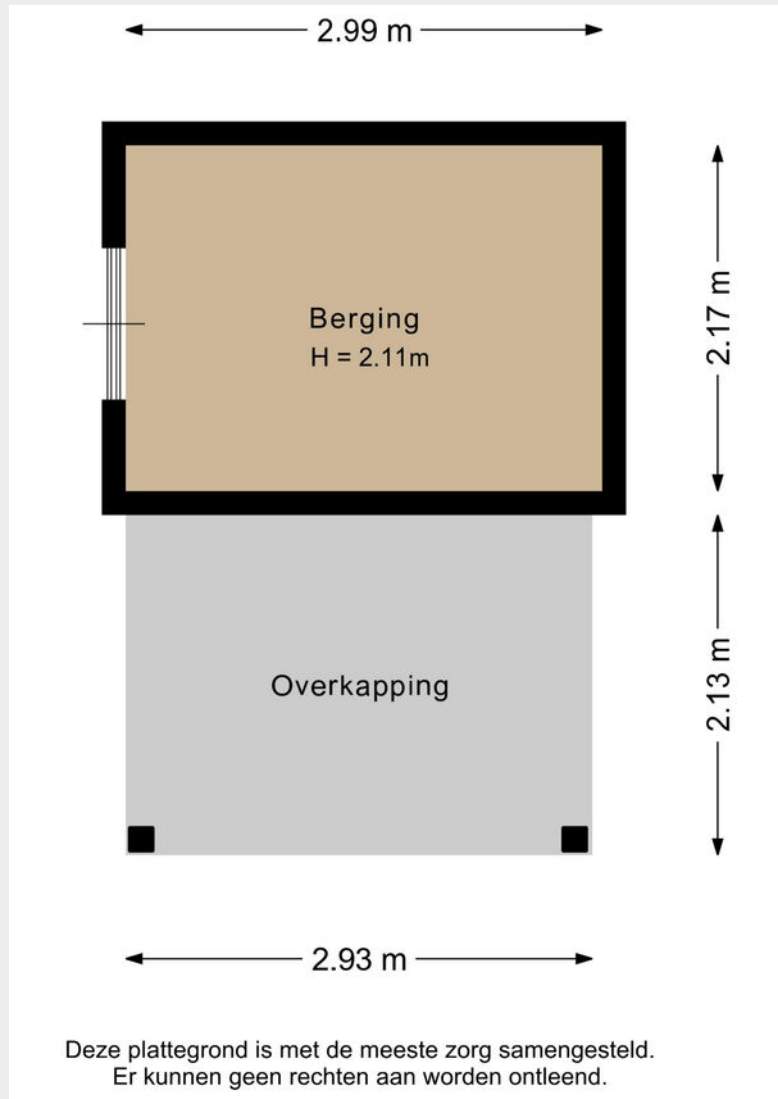 2.99 m
Berging
H = 2.11m
2.17 m
Overkapping
2.13 m
2.93 m
Deze plattegrond is met de meeste zorg samengesteld.
Er kunnen geen rechten aan worden ontleend.